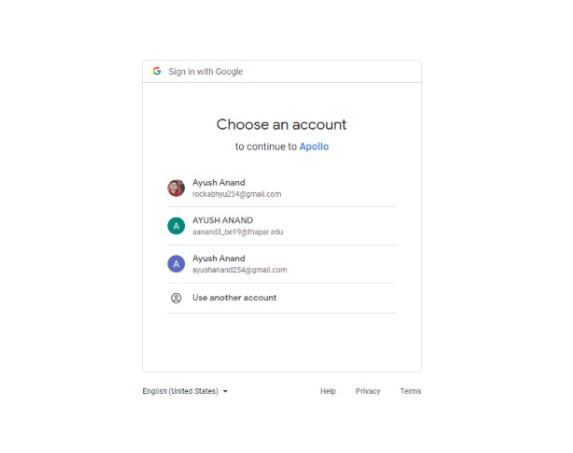 Sign in with Google
Choose an account
to continue to Apollo
Ayush Anand
rockabhyu254@gmail.com
AYUSH ANAND
A
aanand3_be19@thapar.edu
Ayush Anand
A
ayushanand254@gmail.com
Use another account
English (United States)
Help Privacy Terms